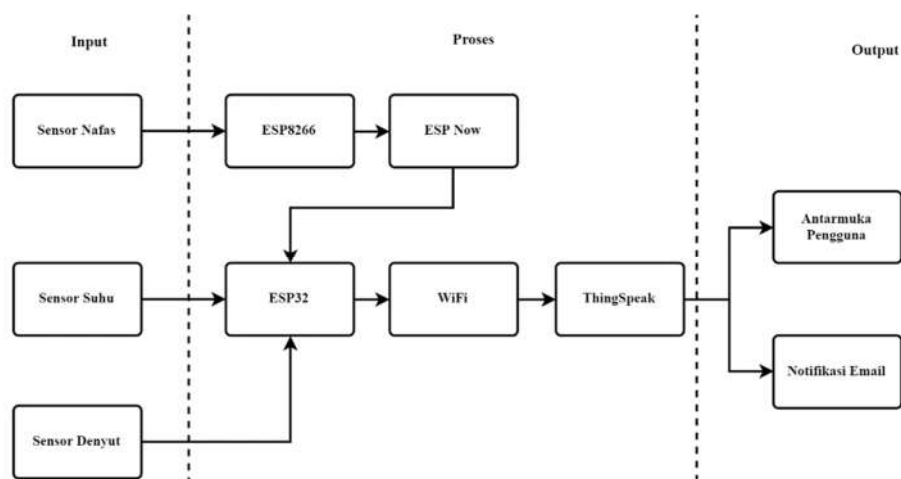 Input
Proses
Output
Sensor Nafas
ESP8266
ESP Now
Antarmuka
Pengguna
Sensor Suhu
ESP32
WiFi
ThingSpeak
Notifikasi Email
Sensor Denyut